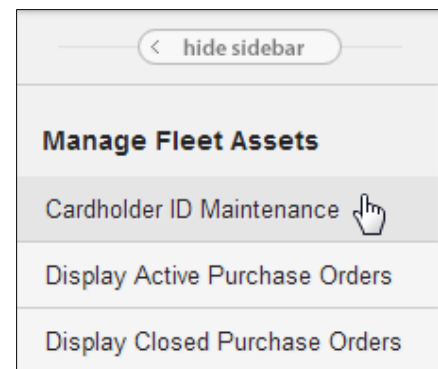 < hide sidebar
Manage Fleet Assets
Cardholder ID Maintenance
Display Active Purchase Orders
Display Closed Purchase Orders